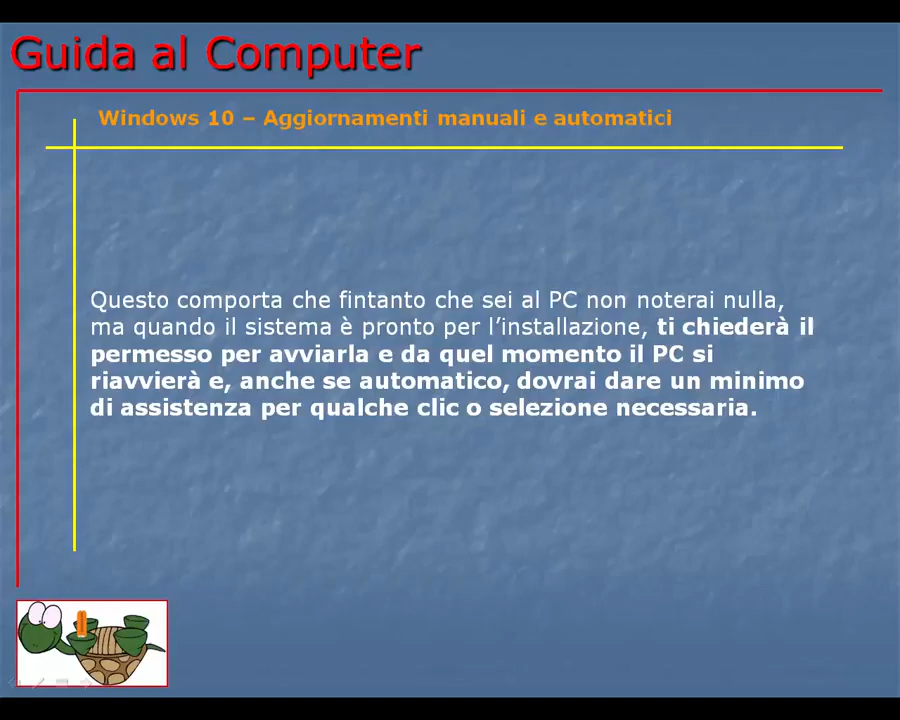 Guida al Computer
Windows 10 – Aggiornamenti manuali e automatici
Questo comporta che fintanto che sei al PC non noterai nulla,
ma quando il sistema è pronto per l’installazione, ti chiederà il
permesso per avviarla e da quel momento il PC si
riavvierà e, anche se automatico, dovrai dare un minimo
di assistenza per qualche clic o selezione necessaria.